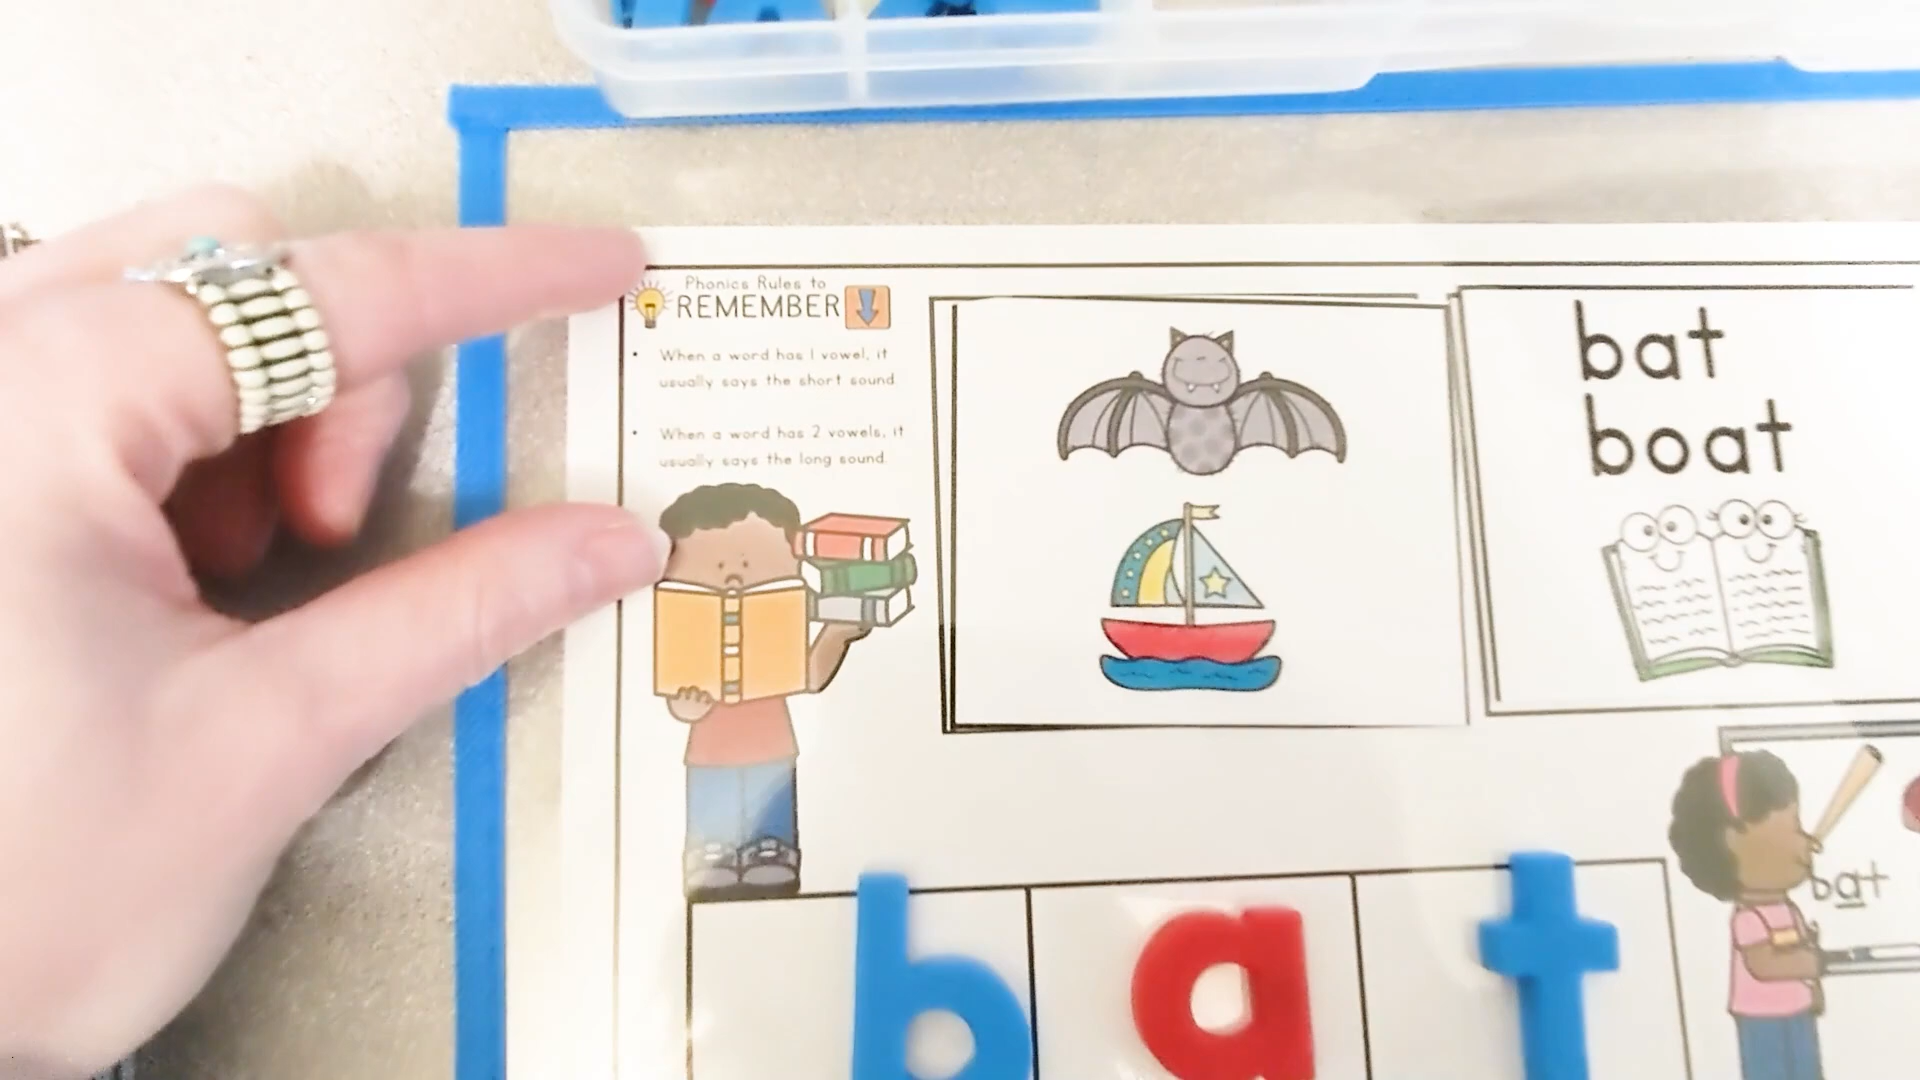 Phonics Rules to
REMEMBER
• When a word has 1 vowel, it
usually says the short sound.
• When a word has 2 vowels, it
usually says the long sound.
bat
boat
bat
b a t